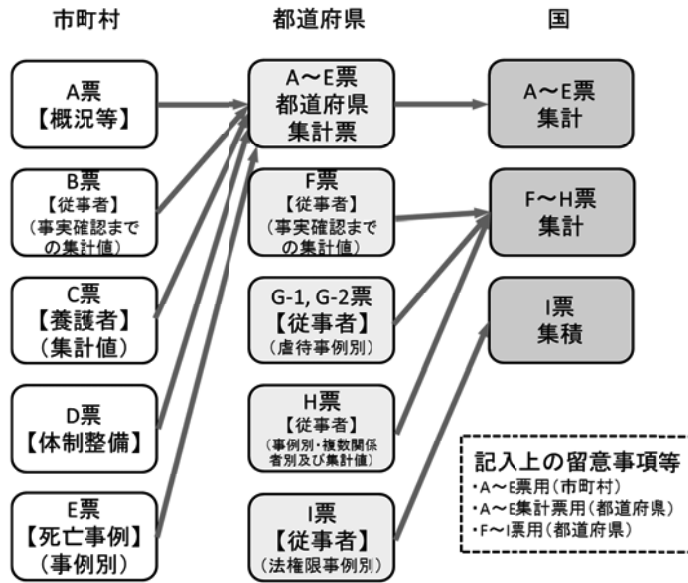 市町村
A票
【概況等】
B票
【従事者】
(事実確認まで
の集計値)
C票
【養護者】
(集計値)
D票
【体制整備】
E票
【死亡事例】
(事例別)
都道府県
A～E票
都道府県
集計票
F票
【従事者】
(事実確認まで
の集計値)
G-1, G-2票
【従事者】
(虐待事例別)
H票
【従事者】
(事例別・複数関係
者別及び集計値)
I票
【従事者】
(法権限事例別)
国
A～E票
集計
F～H票
集計
I票
集積
記入上の留意事項等
・A～E票用(市町村)
・A～E集計票用(都道府県)
・F～I票用(都道府県)